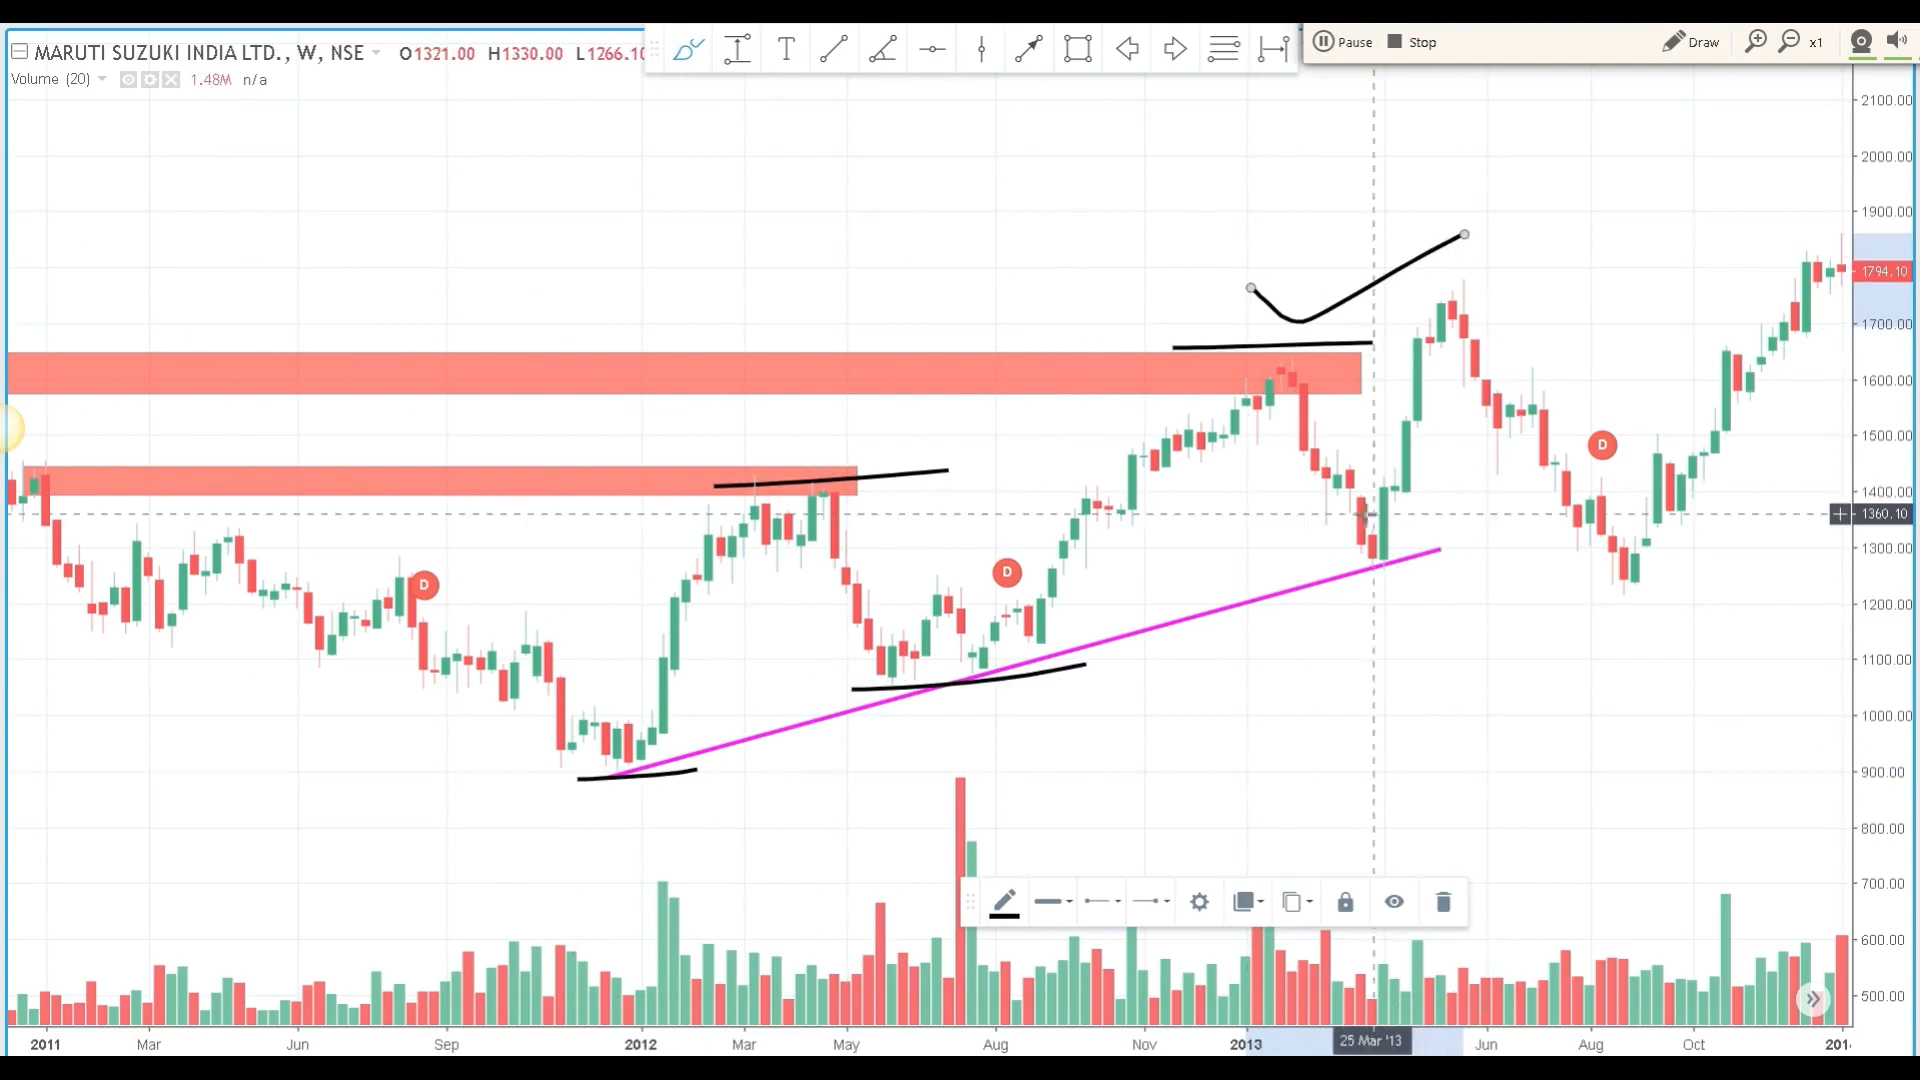 MARUTI SUZUKI INDIA LTD., W, NSE O1321.00 H1330.00 L1266.10
Pause Stop Draw x1
Volume (20) 1.48M n/a
2100.00
2000.00
1900.00
1794.10
1700.00
1600.00
1500.00
1400.00
1360.10
1300.00
1200.00
1100.00
1000.00
900.00
800.00
700.00
600.00
500.00
D
D
D
2011 Mar Jun Sep 2012 Mar May Aug Nov 2013 25 Mar '13 Jun Aug Oct